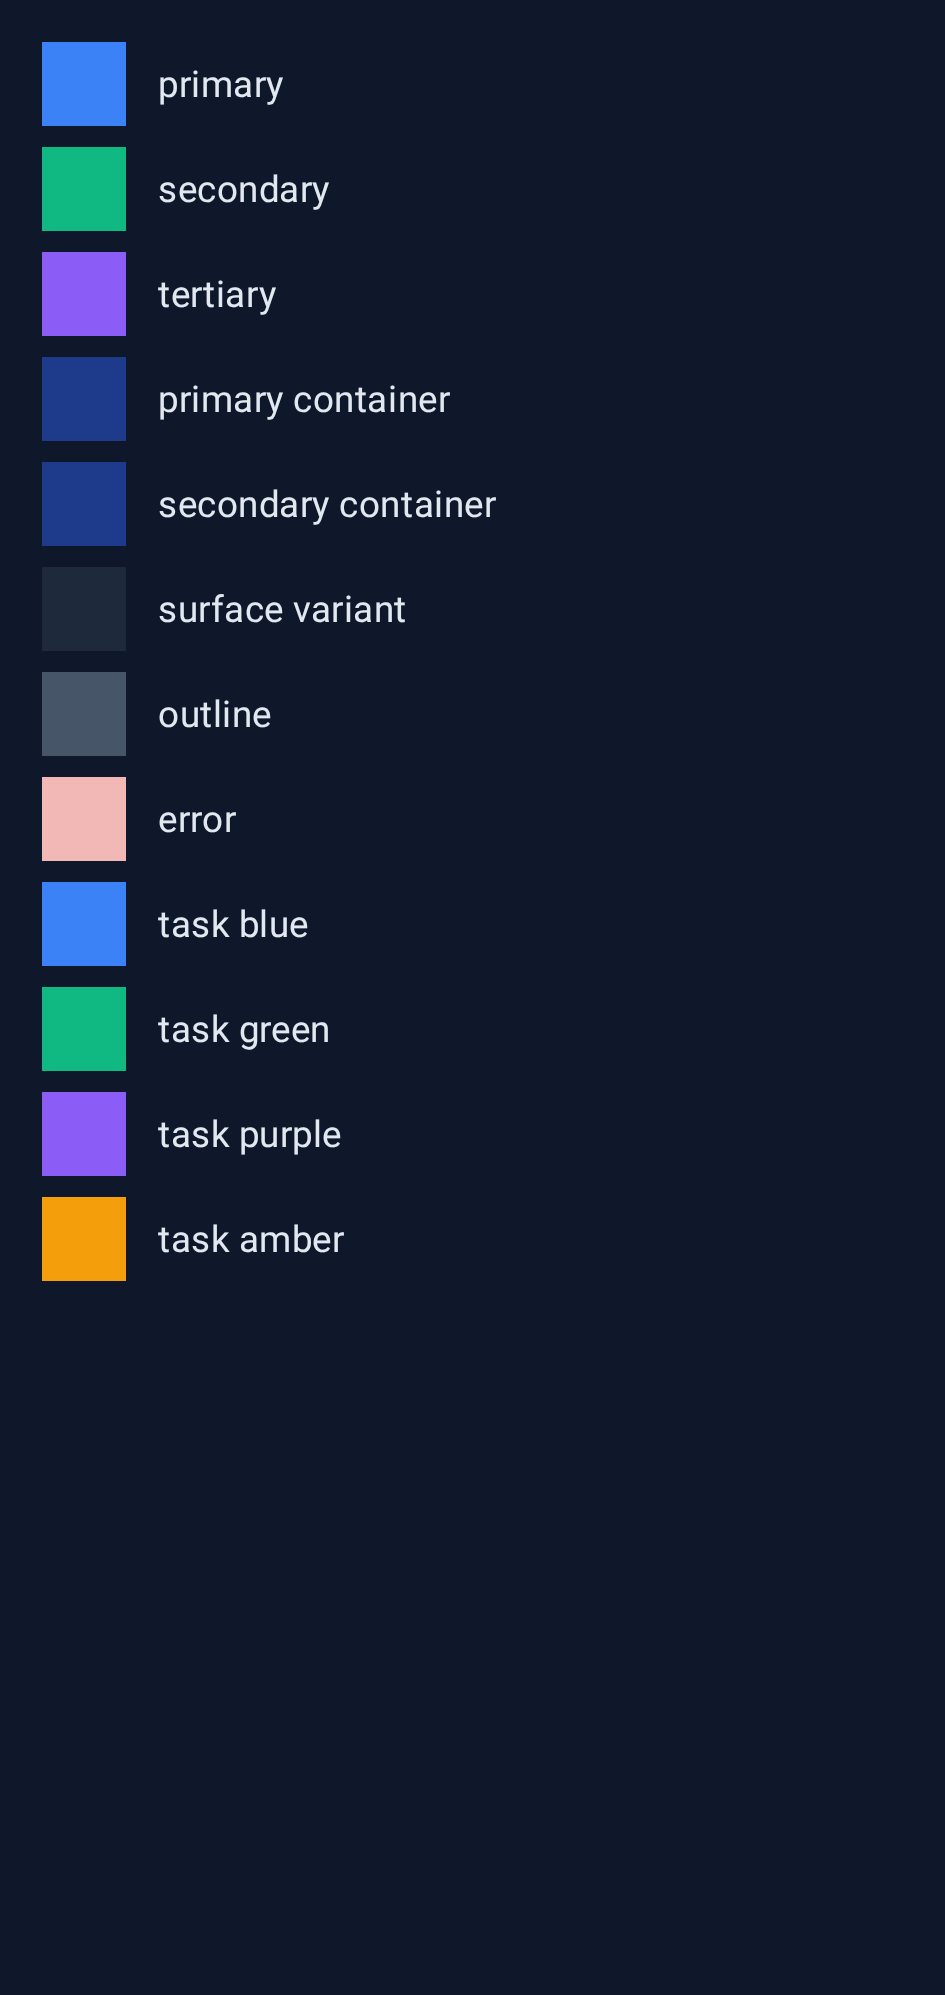 primary
secondary
tertiary
primary container
secondary container
surface variant
outline
error
task blue
task green
task purple
task amber